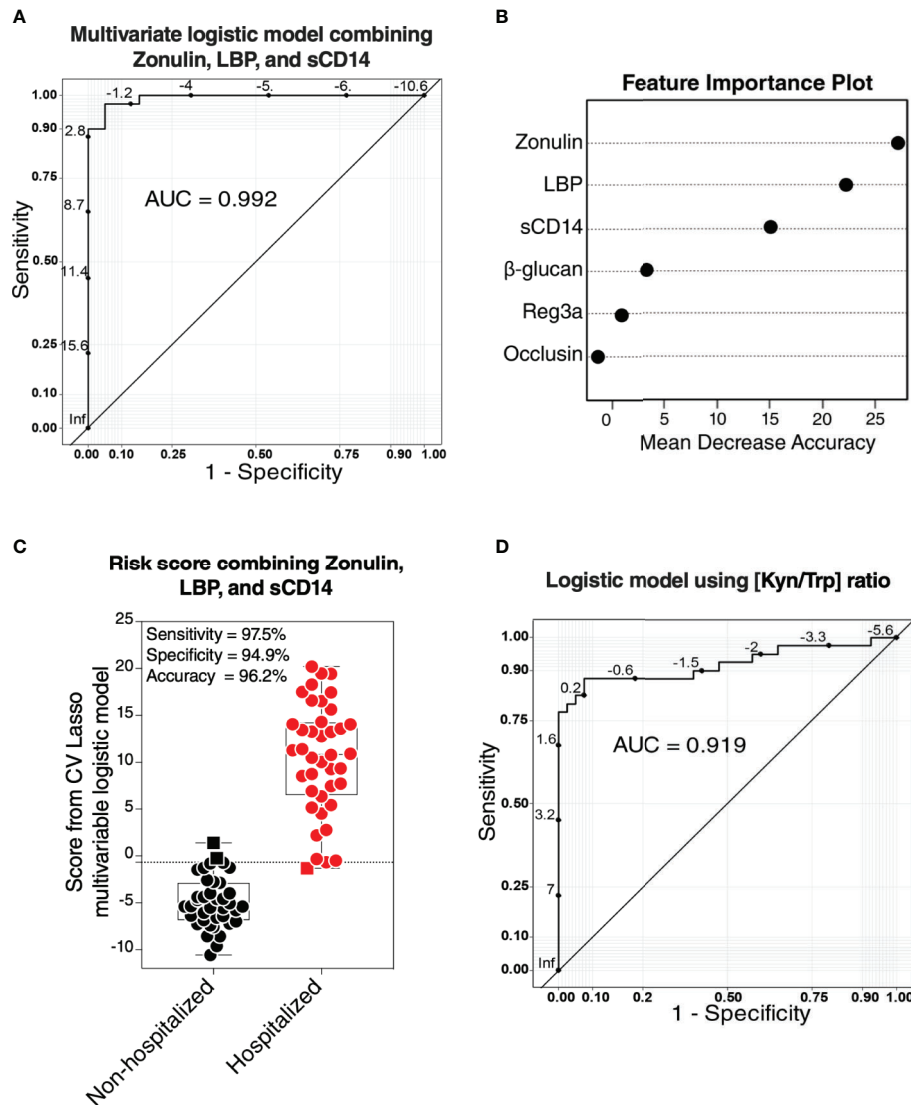 A
Multivariate logistic model combining
Zonulin, LBP, and sCD14
Sensitivity
1.00
0.90
0.75
0.50
0.25
0.10
0.00
-1.2
-4
-5.
-6.
-10.6
2.8
8.7
11.4
15.6
Inf
AUC = 0.992
0.00
0.10
0.25
0.50
0.75
0.90
1.00
1 - Specificity
B
Feature Importance Plot
Zonulin
LBP
sCD14
β-glucan
Reg3a
Occlusin
0
5
10
15
20
25
Mean Decrease Accuracy
C
Risk score combining Zonulin,
LBP, and sCD14
Score from CV Lasso
multivariable logistic model
25
20
15
10
5
0
-5
-10
Sensitivity = 97.5%
Specificity = 94.9%
Accuracy = 96.2%
Non-hospitalized
Hospitalized
D
Logistic model using [Kyn/Trp] ratio
Sensitivity
1.00
0.90
0.75
0.50
0.25
0.10
0.00
-5.6
-3.3
-2
-1.5
-0.6
0.2
1.6
3.2
7
Inf
AUC = 0.919
0.00
0.10
0.2
0.50
0.75
0.90
1.00
1 - Specificity